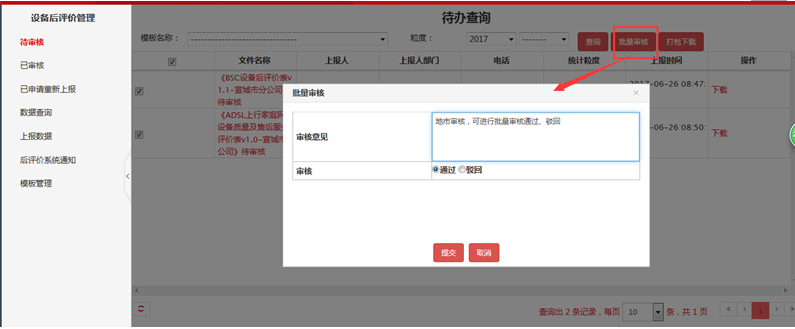 设备后评价管理
待审核
已审核
已申请重新上报
数据查询
上报数据
后评价系统通知
模板管理
待办查询
模板名称： 粒度： 2017 查询 批量审核 打包下载
文件名称 上报人 上报人部门 电话 统计粒度 上报时间 操作
《BSC设备后评价表v
1.1-宣城市分公司
待审核
-06-26 08:47: 下载
《ADSL上行家庭网
设备质量及售后服
评价表v1.0-宣城市
公司》待审核
-06-26 08:50: 下载
批量审核 ×
审核意见 地市审核，可进行批量审核通过、驳回
审核 通过 驳回
提交 取消
查询出 2 条记录，每页 10 条，共 1 页 « ‹ 1 › »